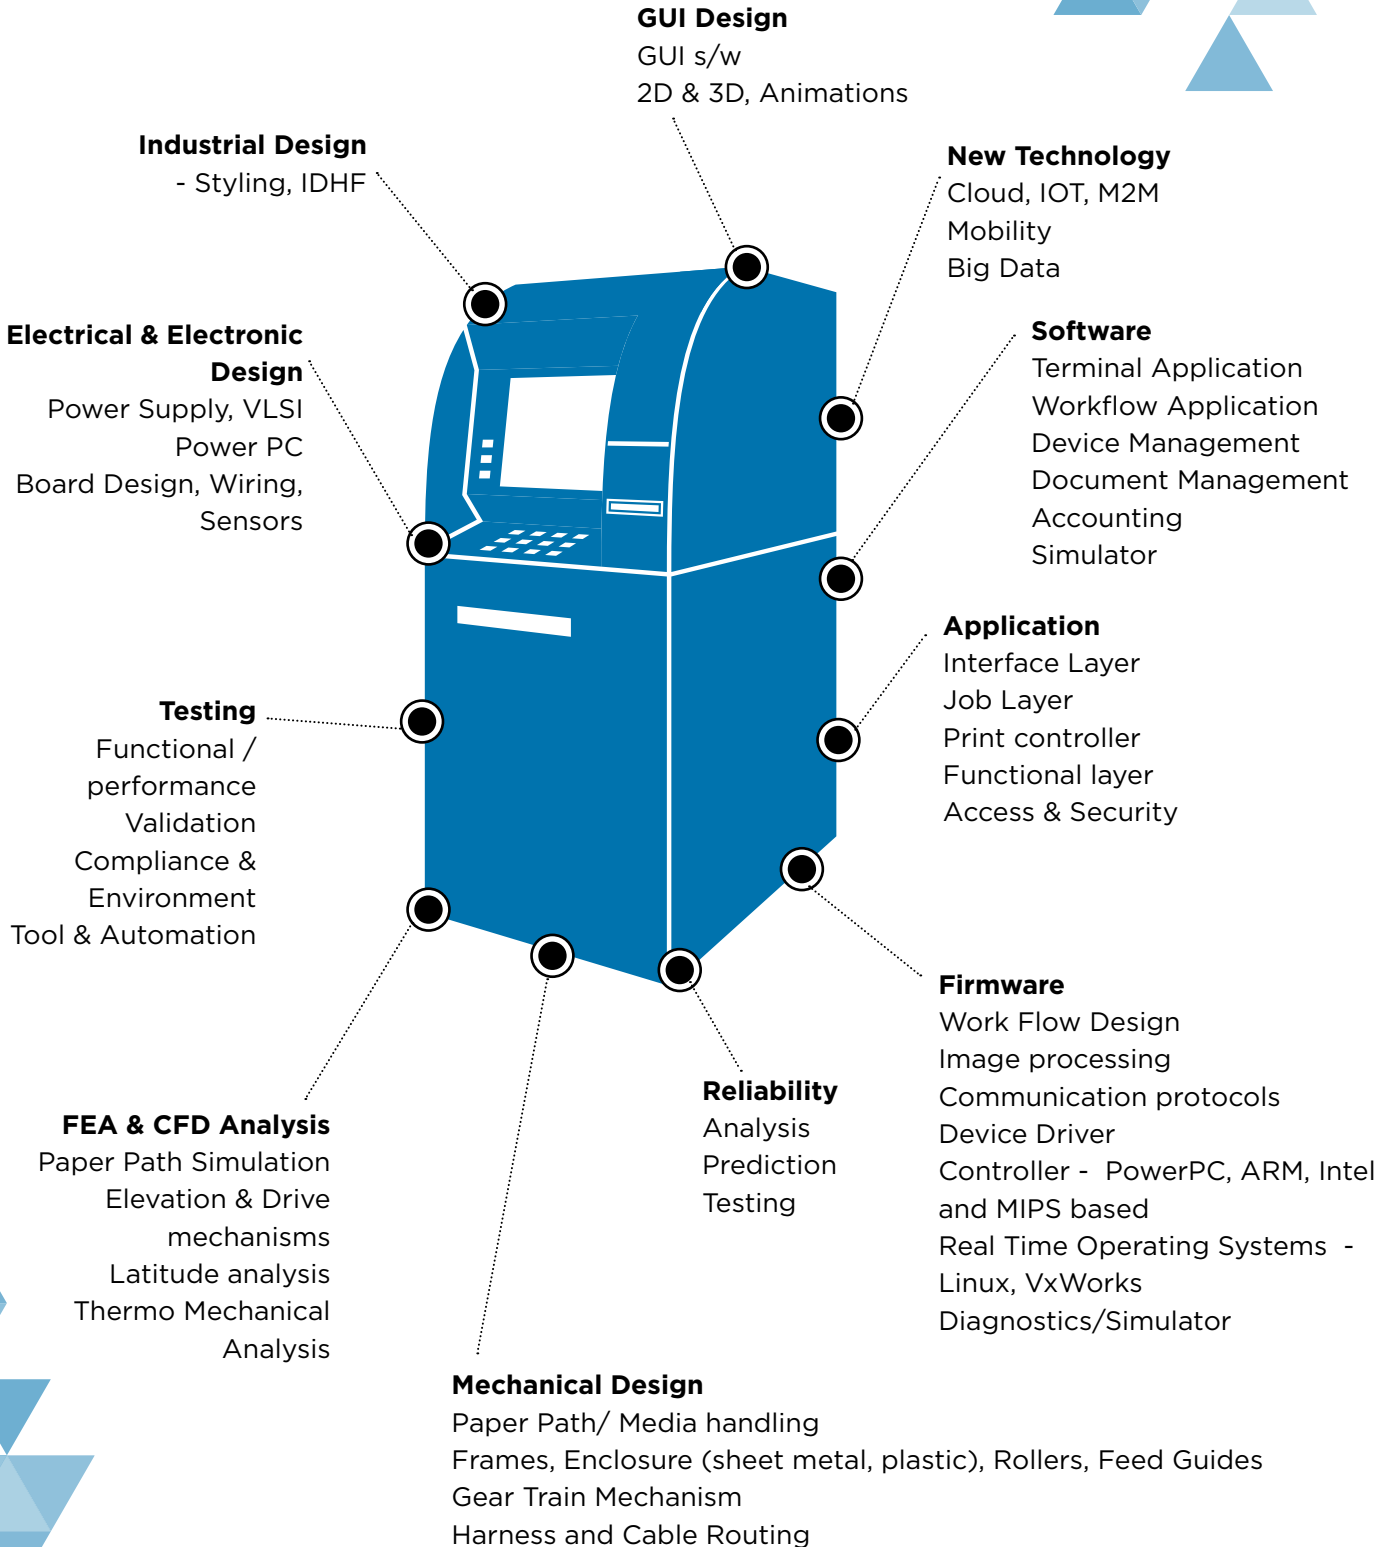 GUI Design
GUI s/w
2D & 3D, Animations
Industrial Design
- Styling, IDHF
New Technology
Cloud, IOT, M2M
Mobility
Big Data
Electrical & Electronic
Design
Power Supply, VLSI
Power PC
Board Design, Wiring,
Sensors
Software
Terminal Application
Workflow Application
Device Management
Document Management
Accounting
Simulator
Application
Interface Layer
Job Layer
Print controller
Functional layer
Access & Security
Testing
Functional /
performance
Validation
Compliance &
Environment
Tool & Automation
Firmware
Work Flow Design
Image processing
Communication protocols
Device Driver
Controller -  PowerPC, ARM, Intel
and MIPS based
Real Time Operating Systems  -
Linux, VxWorks
Diagnostics/Simulator
Reliability
Analysis
Prediction
Testing
FEA & CFD Analysis
Paper Path Simulation
Elevation & Drive
mechanisms
Latitude analysis
Thermo Mechanical
Analysis
Mechanical Design
Paper Path/ Media handling
Frames, Enclosure (sheet metal, plastic), Rollers, Feed Guides
Gear Train Mechanism
Harness and Cable Routing